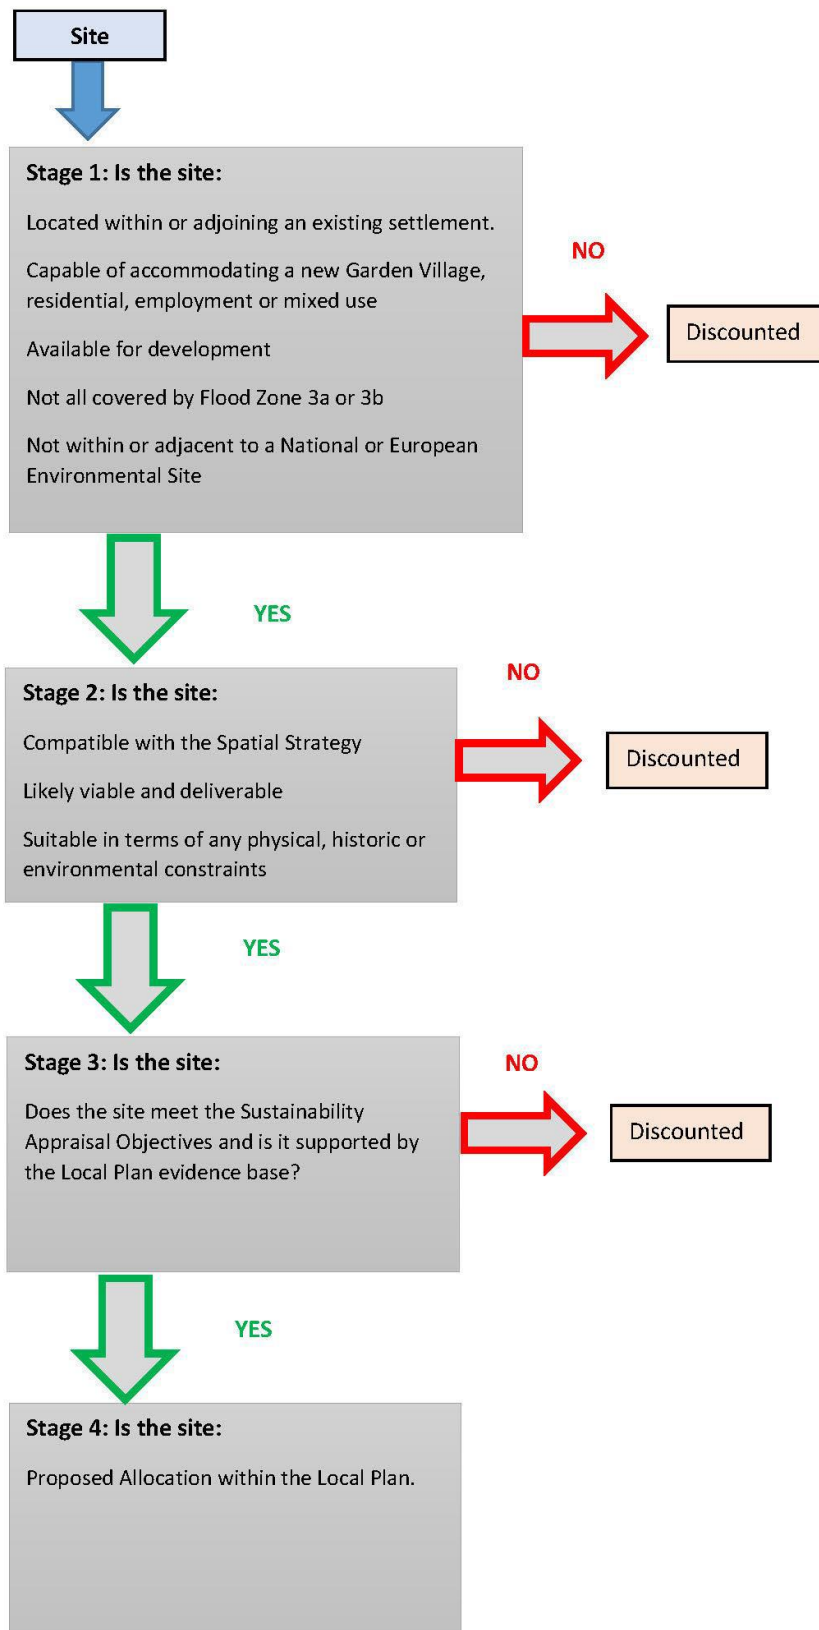 Site
Stage 1: Is the site:
Located within or adjoining an existing settlement.
Capable of accommodating a new Garden Village,
residential, employment or mixed use
Available for development
Not all covered by Flood Zone 3a or 3b
Not within or adjacent to a National or European
Environmental Site
NO
Discounted
YES
Stage 2: Is the site:
Compatible with the Spatial Strategy
Likely viable and deliverable
Suitable in terms of any physical, historic or
environmental constraints
NO
Discounted
YES
Stage 3: Is the site:
Does the site meet the Sustainability
Appraisal Objectives and is it supported by
the Local Plan evidence base?
NO
Discounted
YES
Stage 4: Is the site:
Proposed Allocation within the Local Plan.